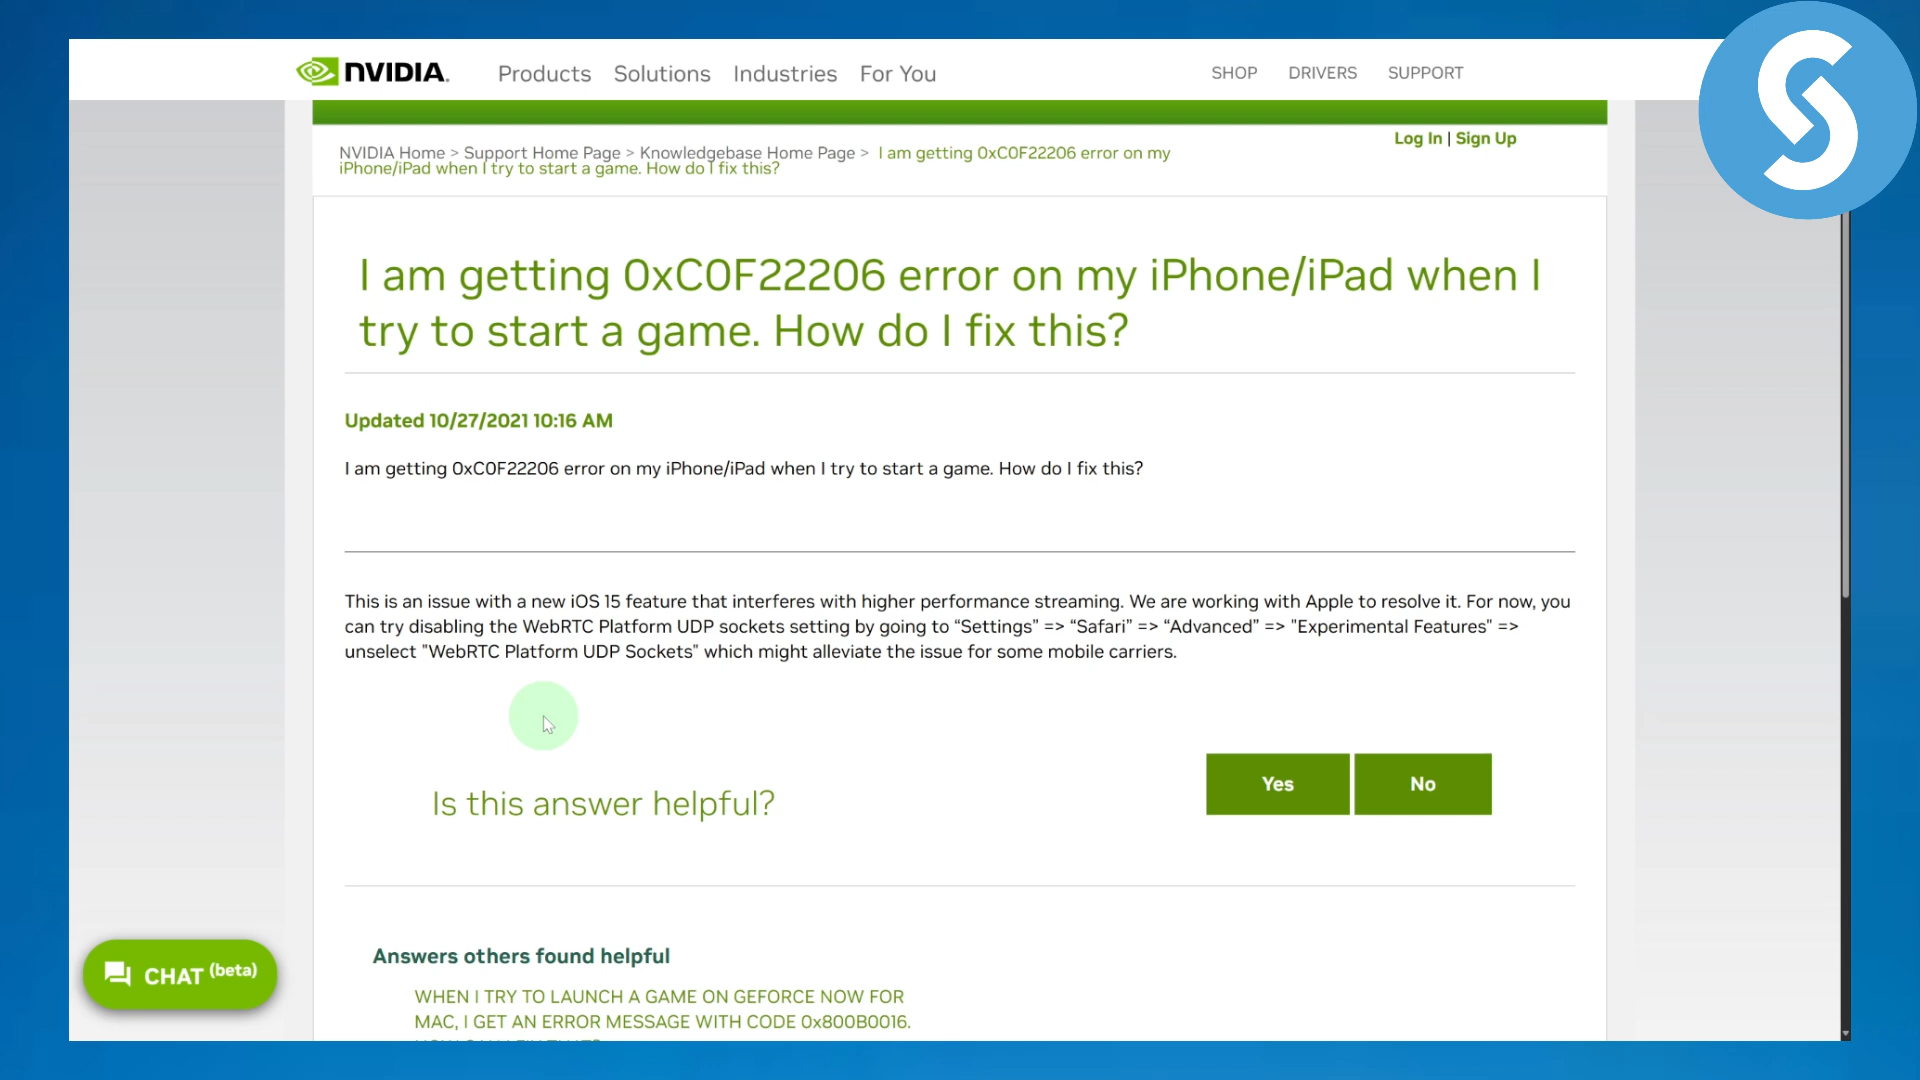 NVIDIA.
Products Solutions Industries For You
SHOP DRIVERS SUPPORT
Log In | Sign Up
NVIDIA Home > Support Home Page > Knowledgebase Home Page > I am getting 0xC0F22206 error on my
iPhone/iPad when I try to start a game. How do I fix this?
I am getting 0xC0F22206 error on my iPhone/iPad when I
try to start a game. How do I fix this?
Updated 10/27/2021 10:16 AM
I am getting 0xC0F22206 error on my iPhone/iPad when I try to start a game. How do I fix this?
This is an issue with a new iOS 15 feature that interferes with higher performance streaming. We are working with Apple to resolve it. For now, you
can try disabling the WebRTC Platform UDP sockets setting by going to “Settings” => “Safari” => “Advanced” => "Experimental Features" =>
unselect "WebRTC Platform UDP Sockets" which might alleviate the issue for some mobile carriers.
Is this answer helpful?
Yes
No
Answers others found helpful
WHEN I TRY TO LAUNCH A GAME ON GEFORCE NOW FOR
MAC, I GET AN ERROR MESSAGE WITH CODE 0x800B0016.
CHAT (beta)